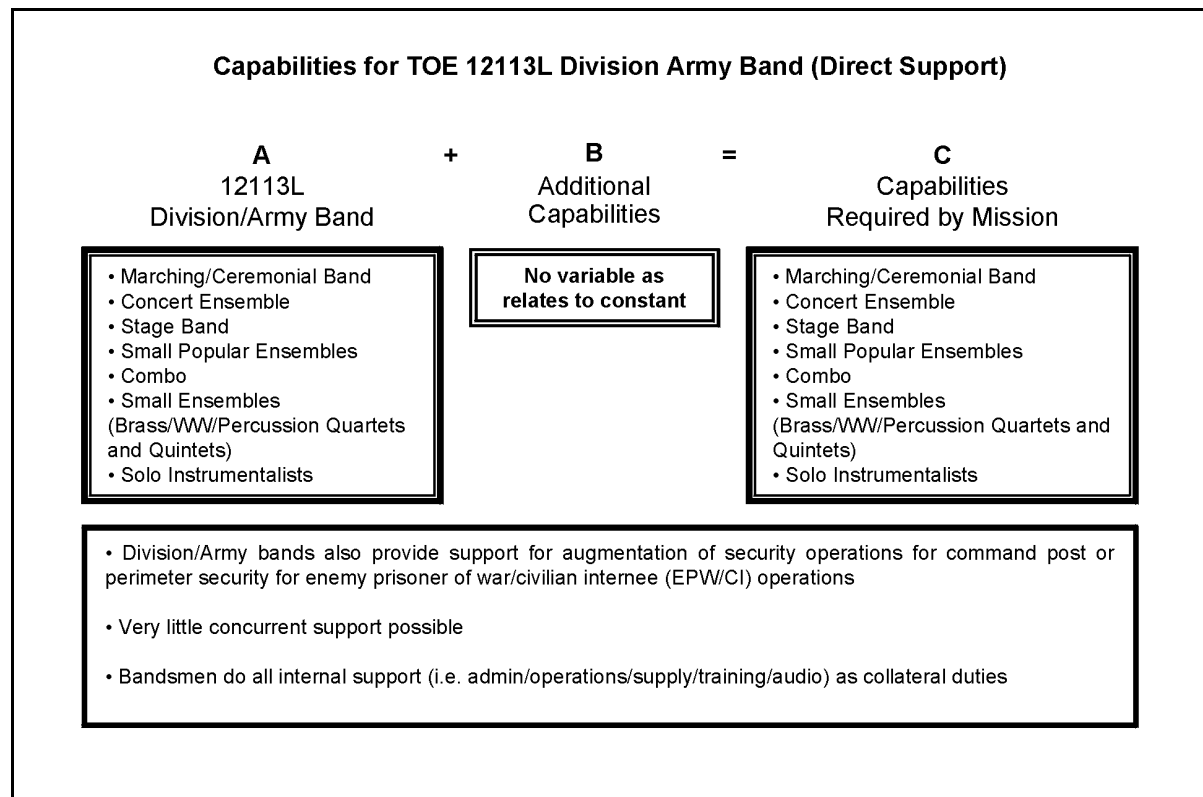 Capabilities for TOE 12113L Division Army Band (Direct Support)
A + B = C
12113L
Division/Army Band
Additional
Capabilities
Capabilities
Required by Mission
• Marching/Ceremonial Band
• Concert Ensemble
• Stage Band
• Small Popular Ensembles
• Combo
• Small Ensembles
(Brass/WW/Percussion Quartets
and Quintets)
• Solo Instrumentalists
No variable as
relates to constant
• Marching/Ceremonial Band
• Concert Ensemble
• Stage Band
• Small Popular Ensembles
• Combo
• Small Ensembles
(Brass/WW/Percussion Quartets and
Quintets)
• Solo Instrumentalists
• Division/Army bands also provide support for augmentation of security operations for command post or
perimeter security for enemy prisoner of war/civilian internee (EPW/CI) operations
• Very little concurrent support possible
• Bandsmen do all internal support (i.e. admin/operations/supply/training/audio) as collateral duties